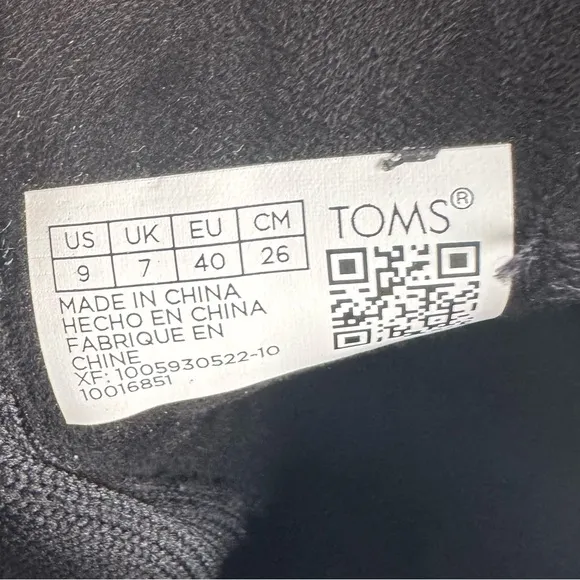 TOMS®
US UK EU CM
9 7 40 26
MADE IN CHINA
HECHO EN CHINA
FABRIQUE EN
CHINE
XF: 1005930522-10
10016851